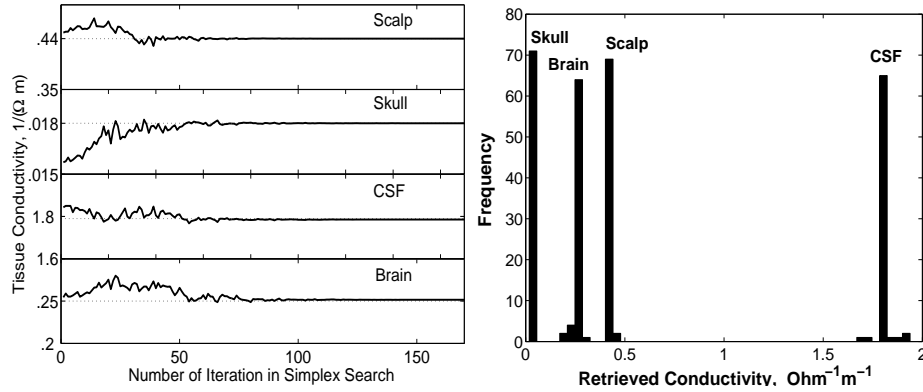 Tissue Conductivity, 1/(Ω m)
Scalp
.44
.35
Skull
.018
.015
CSF
1.8
1.6
Brain
.25
.2
0 50 100 150
Number of Iteration in Simplex Search
Frequency
80
70
60
50
40
30
20
10
0
Skull
Brain
Scalp
CSF
0 0.5 1 1.5 2
Retrieved Conductivity, Ohm⁻¹m⁻¹